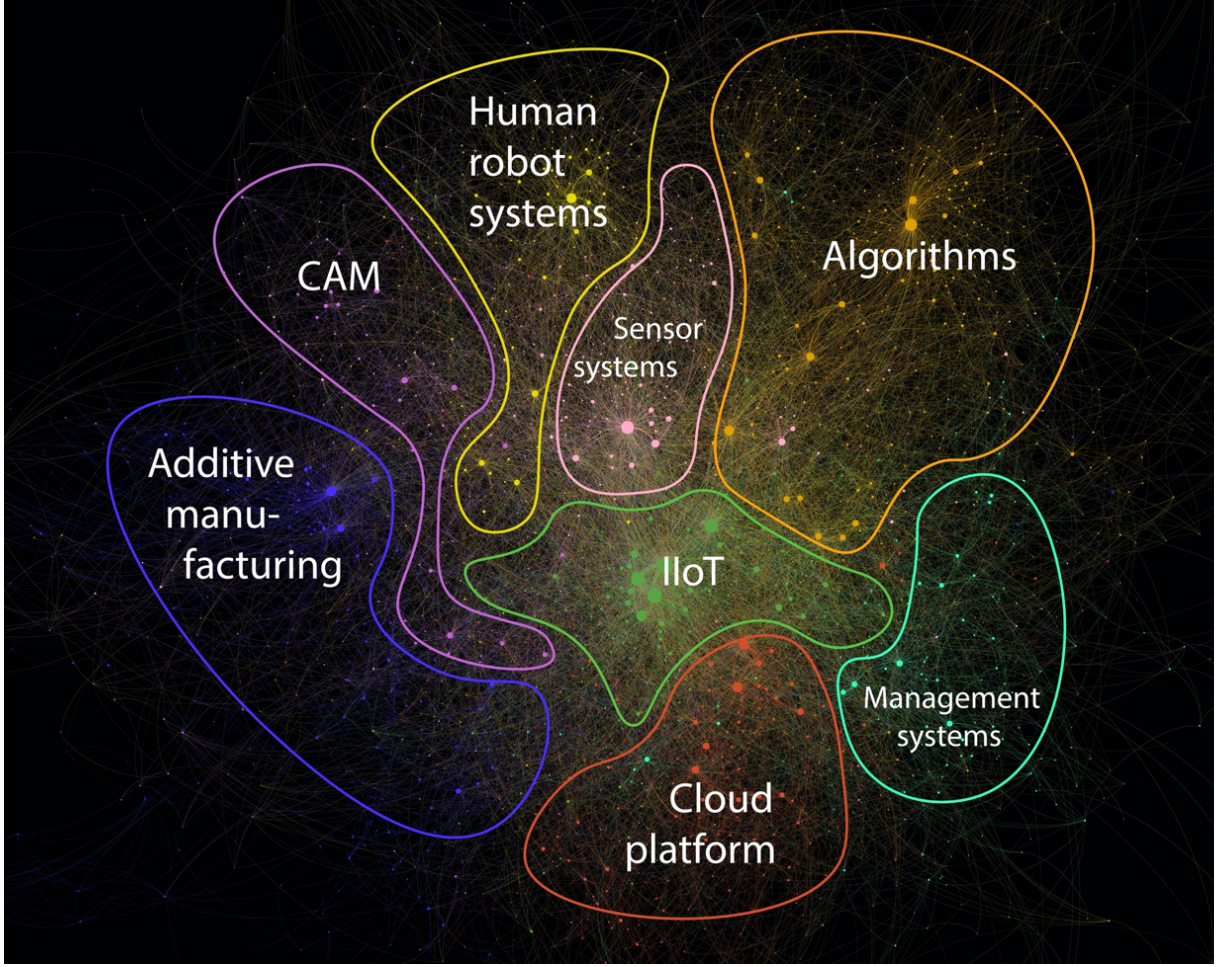 Human
robot
systems
Algorithms
CAM
Sensor
systems
Additive
manu-
facturing
IIoT
Management
systems
Cloud
platform